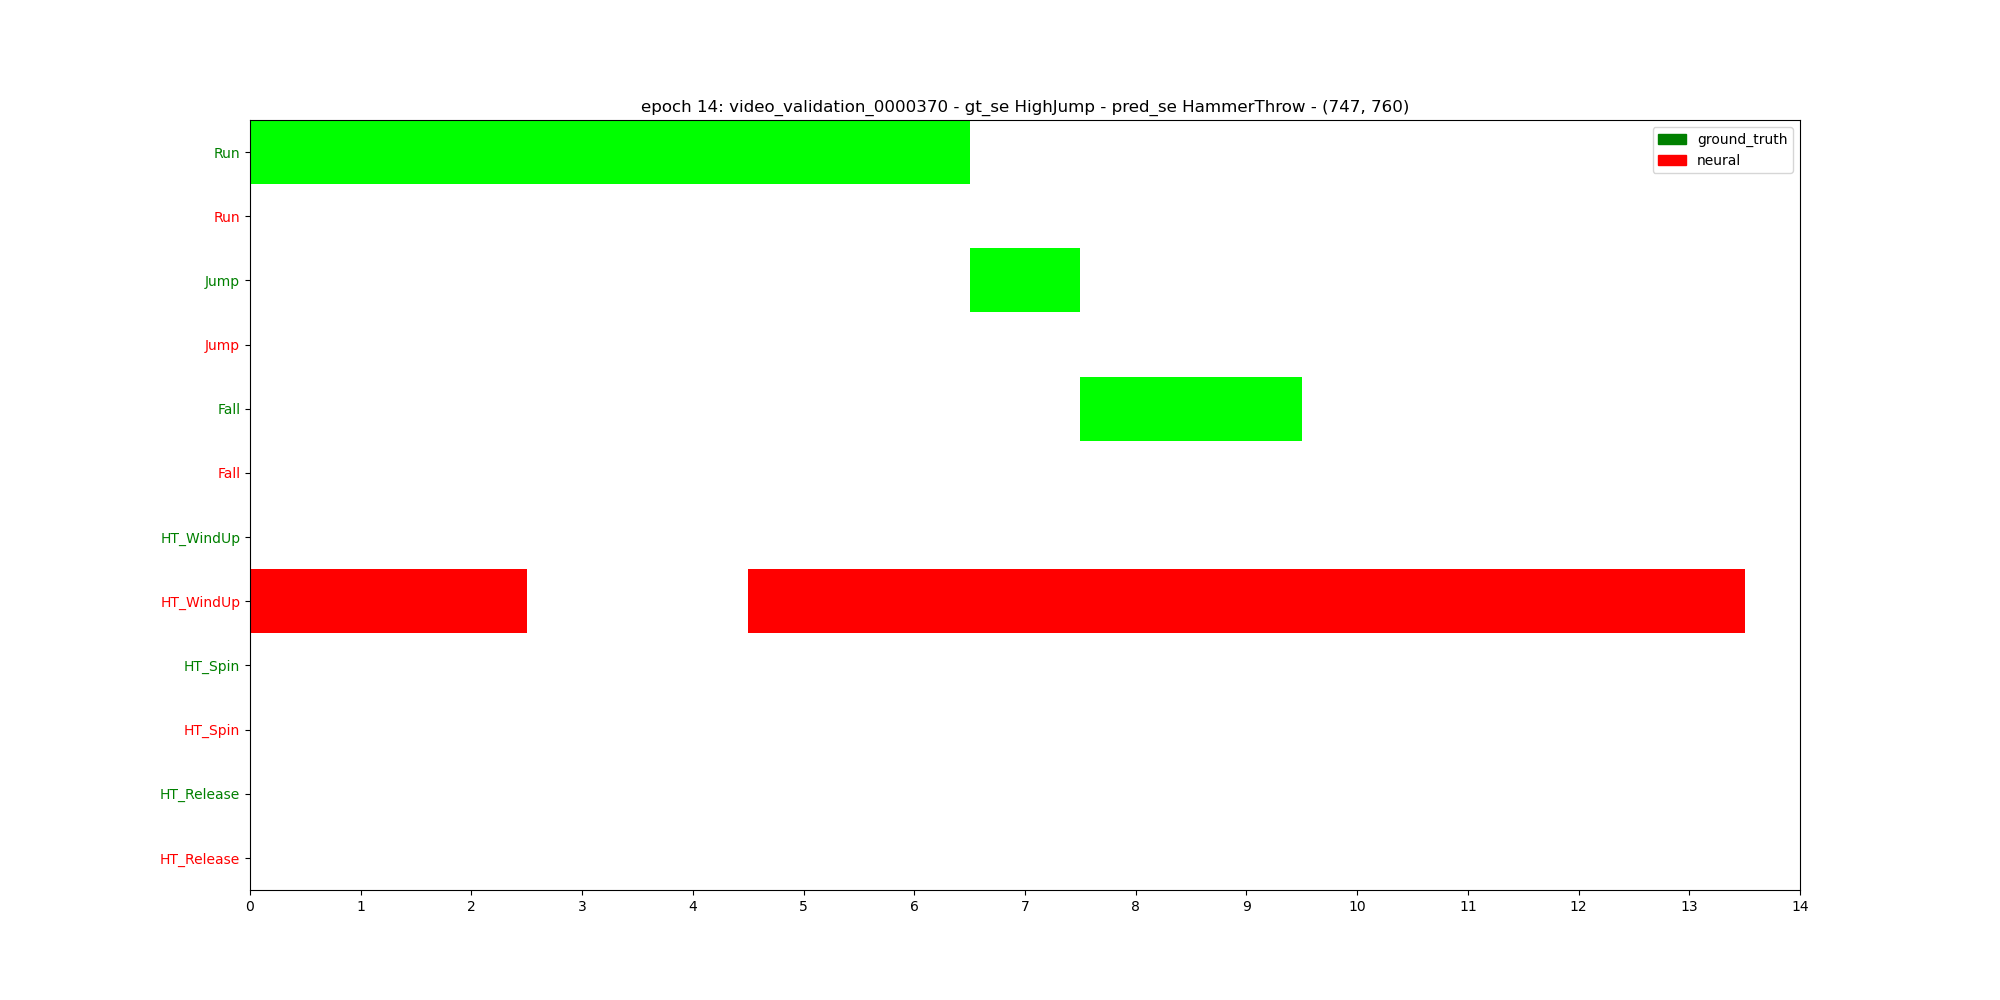 epoch 14: video_validation_0000370 - gt_se HighJump - pred_se HammerThrow - (747, 760)
ground_truth
neural
Run
Run
Jump
Jump
Fall
Fall
HT_WindUp
HT_WindUp
HT_Spin
HT_Spin
HT_Release
HT_Release
0 1 2 3 4 5 6 7 8 9 10 11 12 13 14